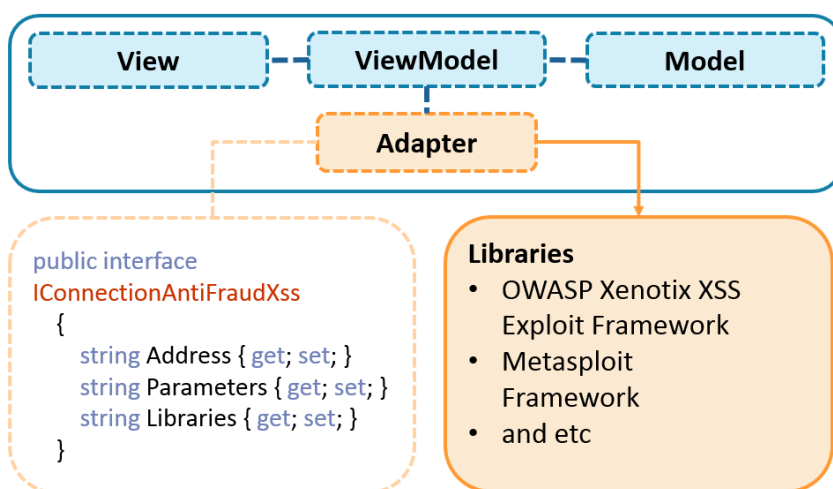 View
ViewModel
Model
Adapter
public interface
IConnectionAntiFraudXss
{
string Address { get; set; }
string Parameters { get; set; }
string Libraries { get; set; }
}
Libraries
• OWASP Xenotix XSS
Exploit Framework
• Metasploit
Framework
• and etc